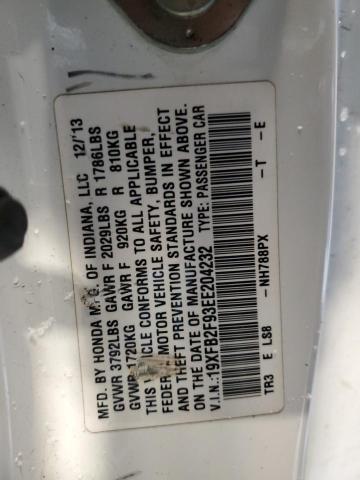 MFD. BY HONDA MFG. OF INDIANA, LLC 12/'13
GVWR 3792LBS GAWR F 2029LBS R 1786LBS
GVWR 1720KG GAWR F 920KG R 810KG
THIS VEHICLE CONFORMS TO ALL APPLICABLE
FEDERAL MOTOR VEHICLE SAFETY, BUMPER,
AND THEFT PREVENTION STANDARDS IN EFFECT
ON THE DATE OF MANUFACTURE SHOWN ABOVE.
V.I.N.: 19XFB2F93EE204232 TYPE: PASSENGER CAR
-NH788PX -T -E
TR3 E LS8